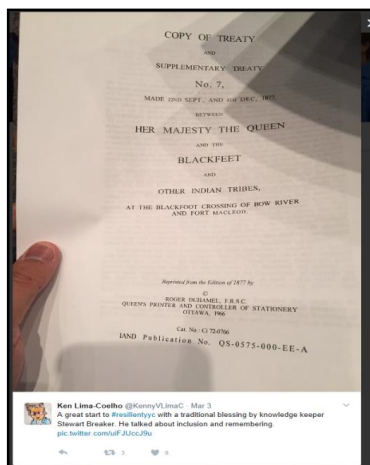 COPY OF TREATY
AND
SUPPLEMENTARY TREATY
No. 7,
MADE 22ND SEPT., AND 4TH DEC., 1877,
BETWEEN
HER MAJESTY THE QUEEN
AND THE
BLACKFEET
AND
OTHER INDIAN TRIBES,
AT THE BLACKFOOT CROSSING OF BOW RIVER
AND FORT MACLEOD.
Reprinted from the Edition of 1877 by
©
ROGER DUHAMEL, F.R.S.C.
QUEEN'S PRINTER AND CONTROLLER OF STATIONERY
OTTAWA, 1966
Cat. No.: Ci 72-0766
IAND Publication No. QS-0575-000-EE-A
Ken Lima-Coelho @KennyVLimaC · Mar 3
A great start to #resilientyyc with a traditional blessing by knowledge keeper
Stewart Breaker. He talked about inclusion and remembering.
pic.twitter.com/uiFJUccJ9u